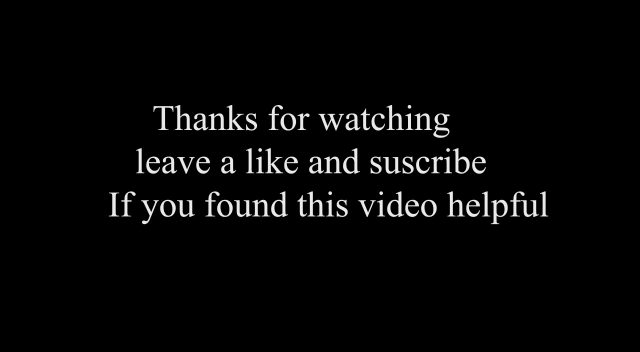 Thanks for watching
leave a like and suscribe
If you found this video helpful